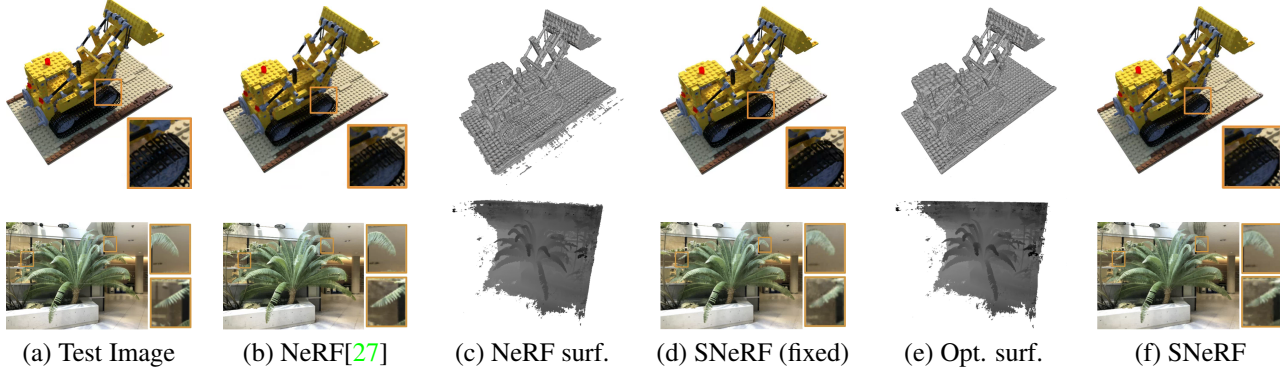 (a) Test Image
(b) NeRF[27]
(c) NeRF surf.
(d) SNeRF (fixed)
(e) Opt. surf.
(f) SNeRF